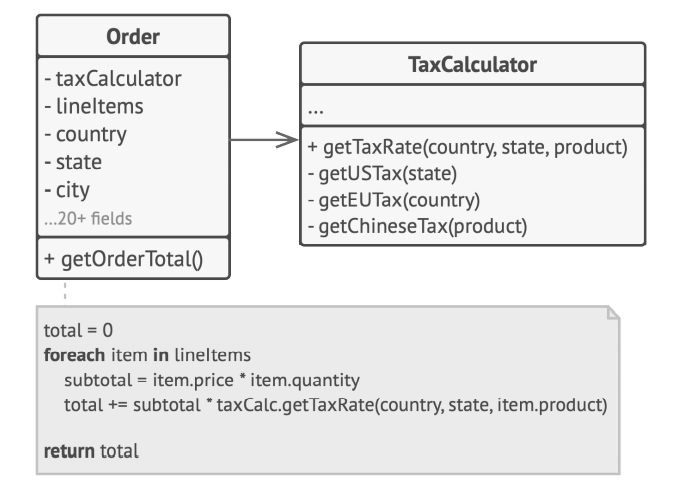 Order
- taxCalculator
- lineItems
- country
- state
- city
...20+ fields
+ getOrderTotal()
TaxCalculator
...
+ getTaxRate(country, state, product)
- getUSTax(state)
- getEUTax(country)
- getChineseTax(product)
total = 0
foreach item in lineItems
subtotal = item.price * item.quantity
total += subtotal * taxCalc.getTaxRate(country, state, item.product)
return total